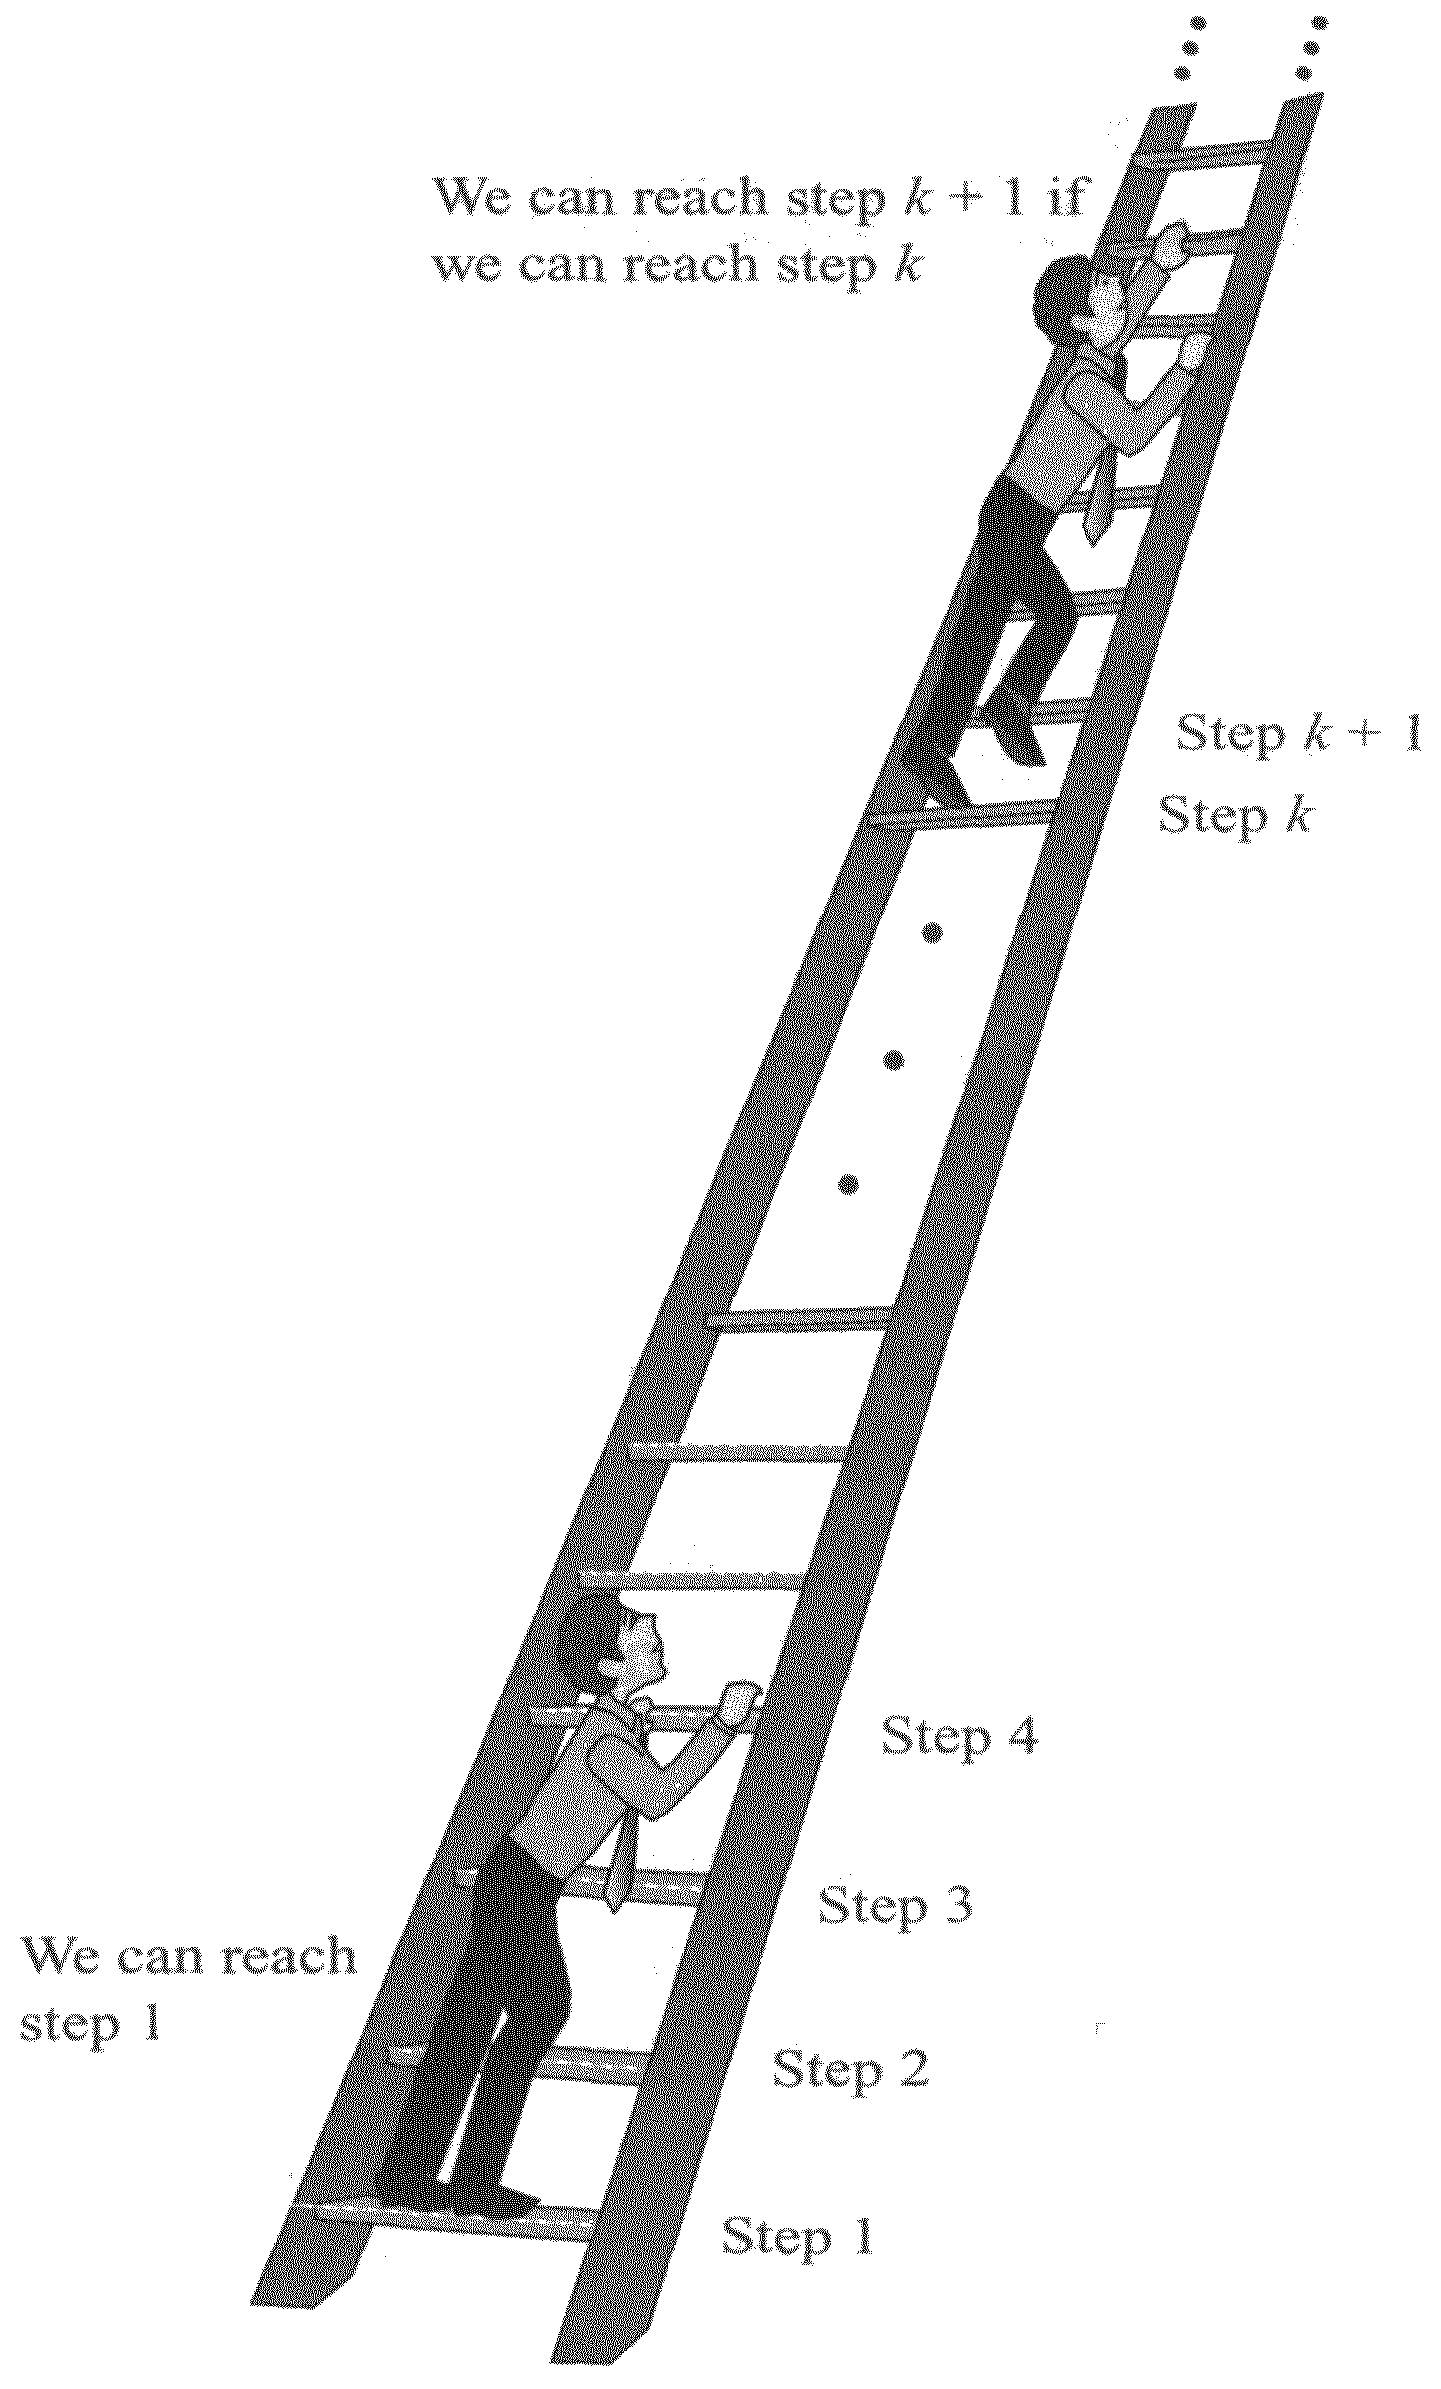 We can reach step k + 1 if
we can reach step k
Step k + 1
Step k
Step 4
Step 3
We can reach
step 1
Step 2
Step 1